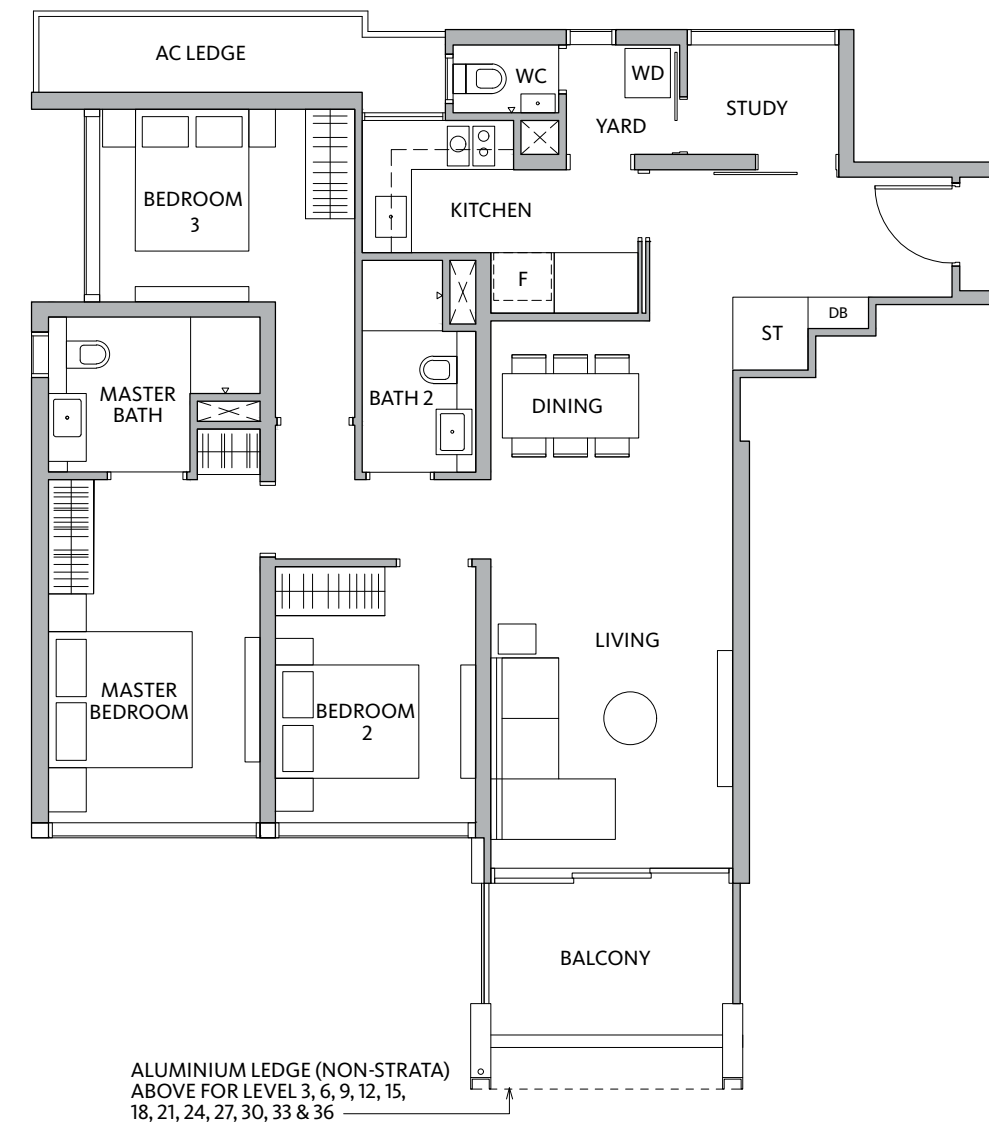 AC LEDGE
WC
WD
STUDY
YARD
BEDROOM
3
KITCHEN
F
ST
DB
MASTER
BATH
BATH 2
DINING
LIVING
MASTER
BEDROOM
BEDROOM
2
BALCONY
ALUMINIUM LEDGE (NON-STRATA)
ABOVE FOR LEVEL 3, 6, 9, 12, 15,
18, 21, 24, 27, 30, 33 & 36